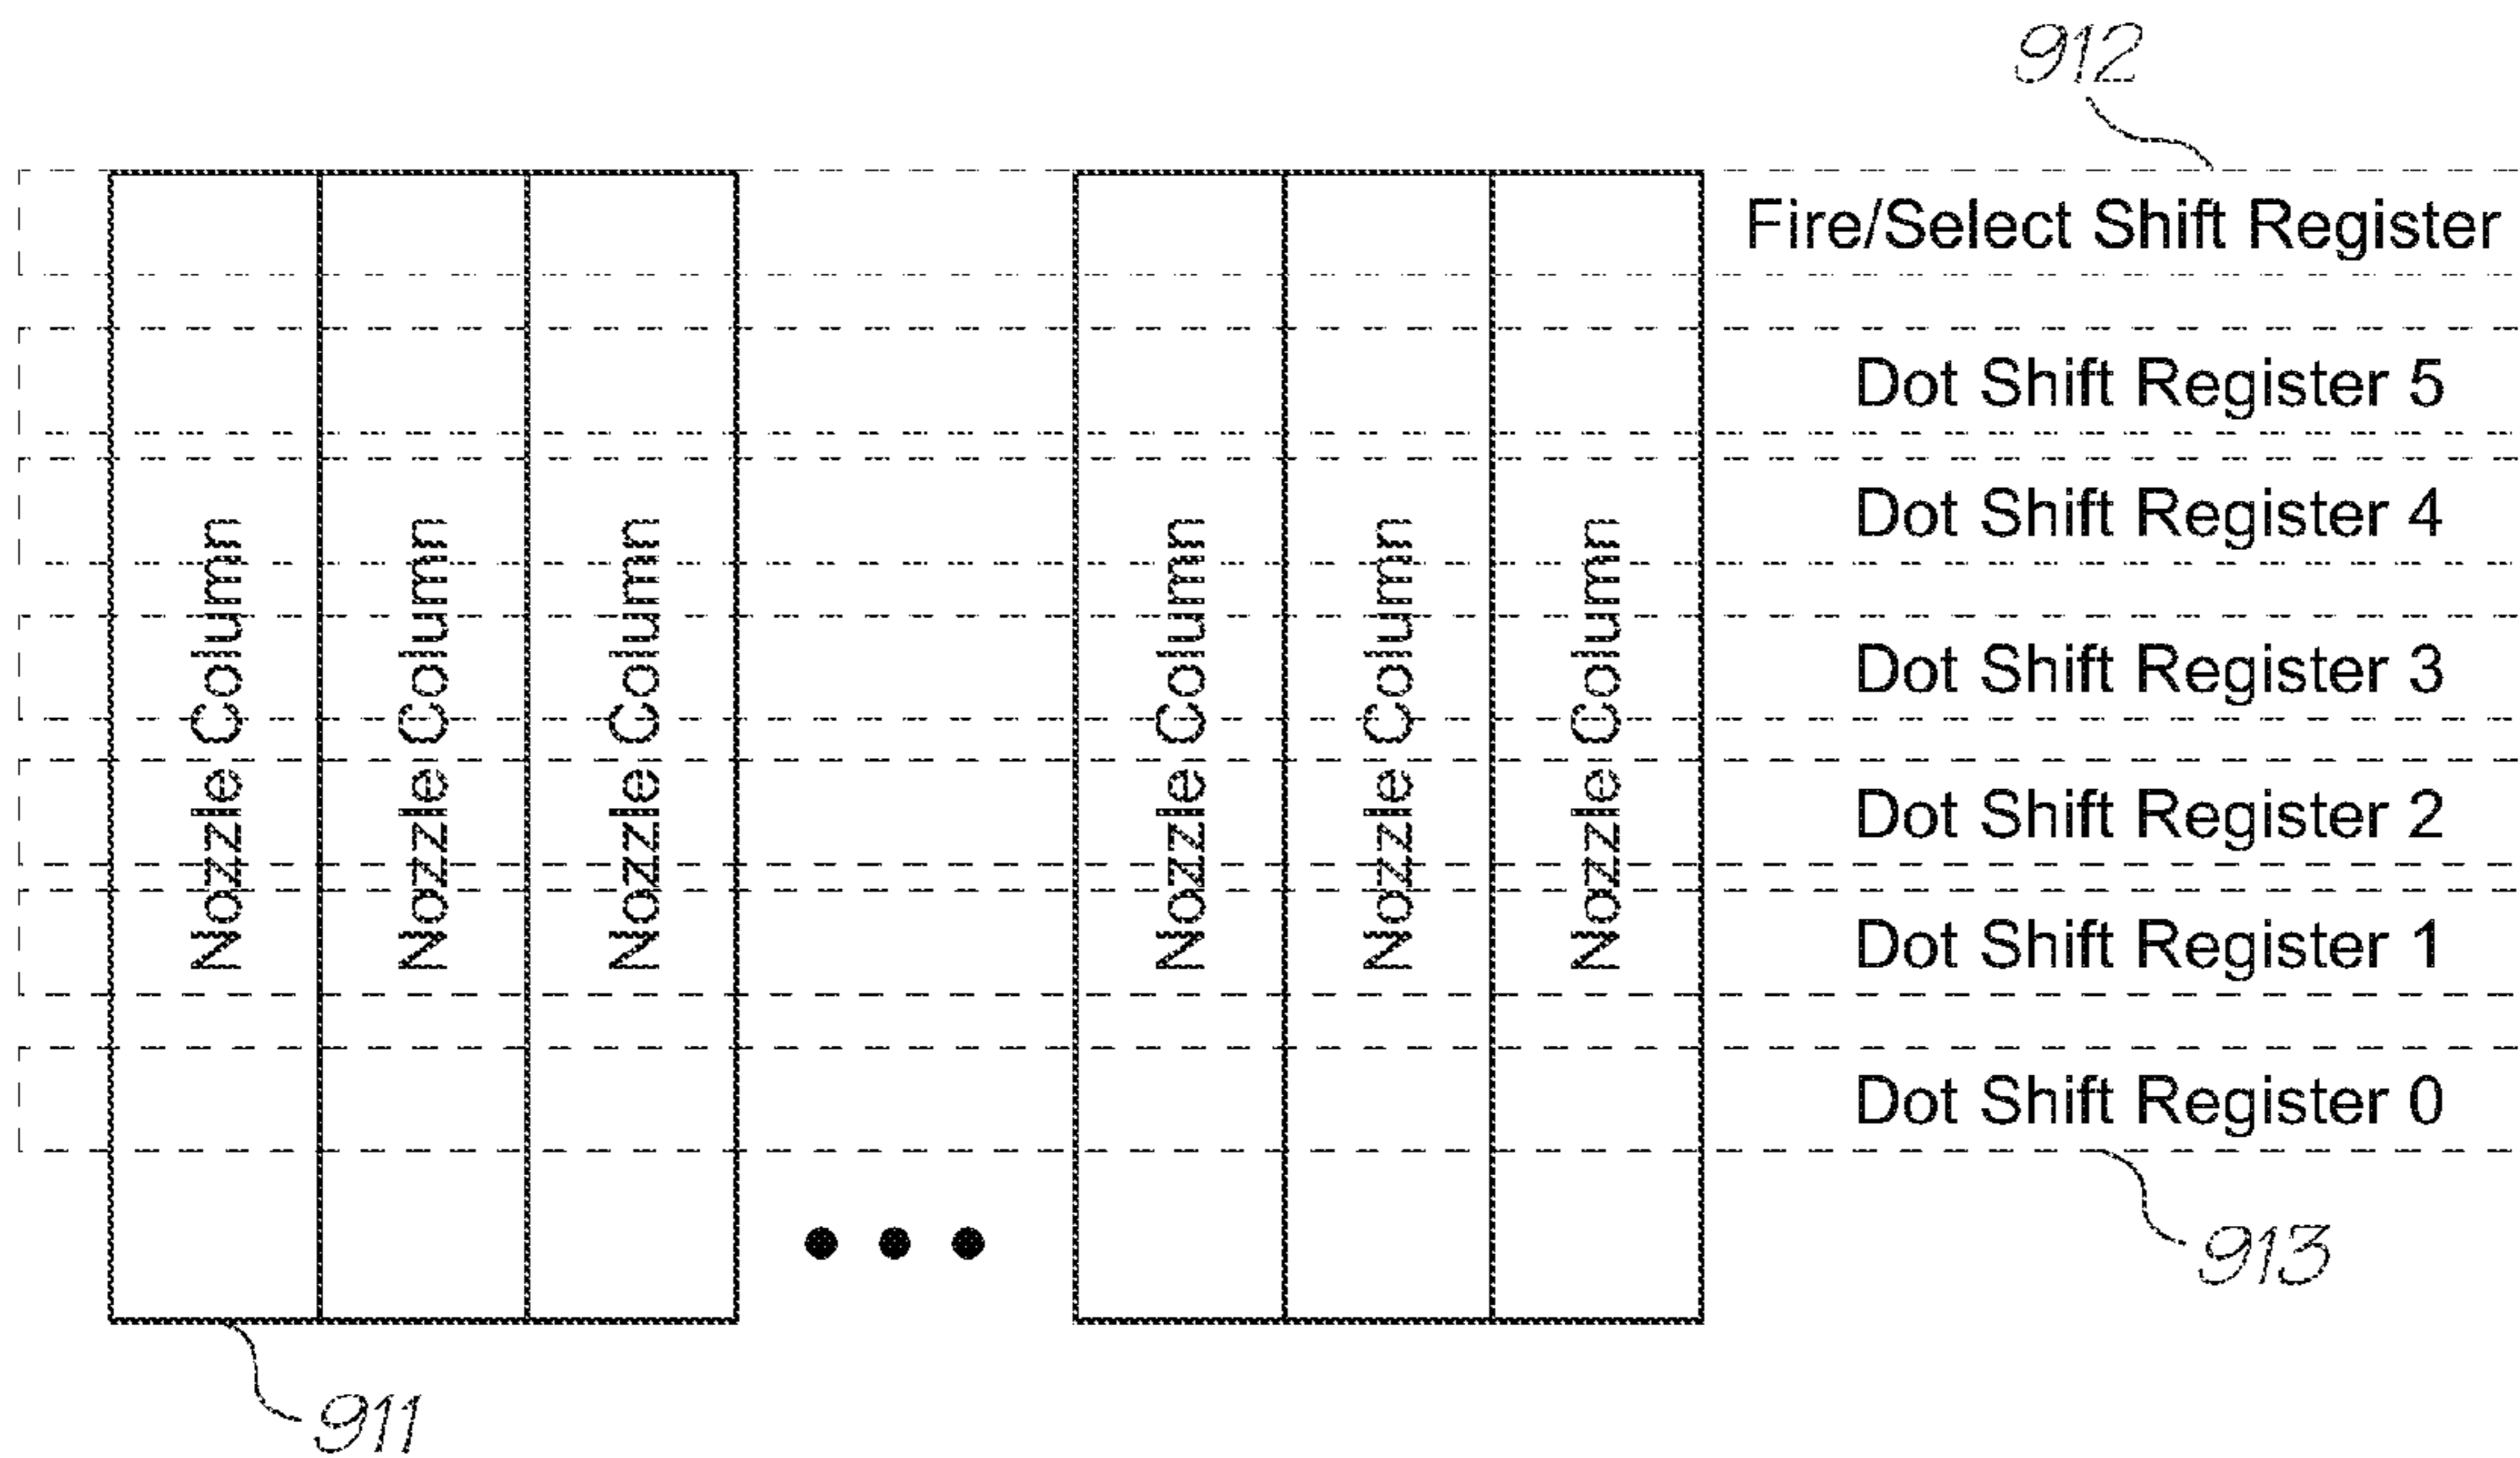 912
Fire/Select Shift Register
Dot Shift Register 5
Dot Shift Register 4
Dot Shift Register 3
Dot Shift Register 2
Dot Shift Register 1
Dot Shift Register 0
Nozzle Column
Nozzle Column
Nozzle Column
Nozzle Column
Nozzle Column
Nozzle Column
913
911